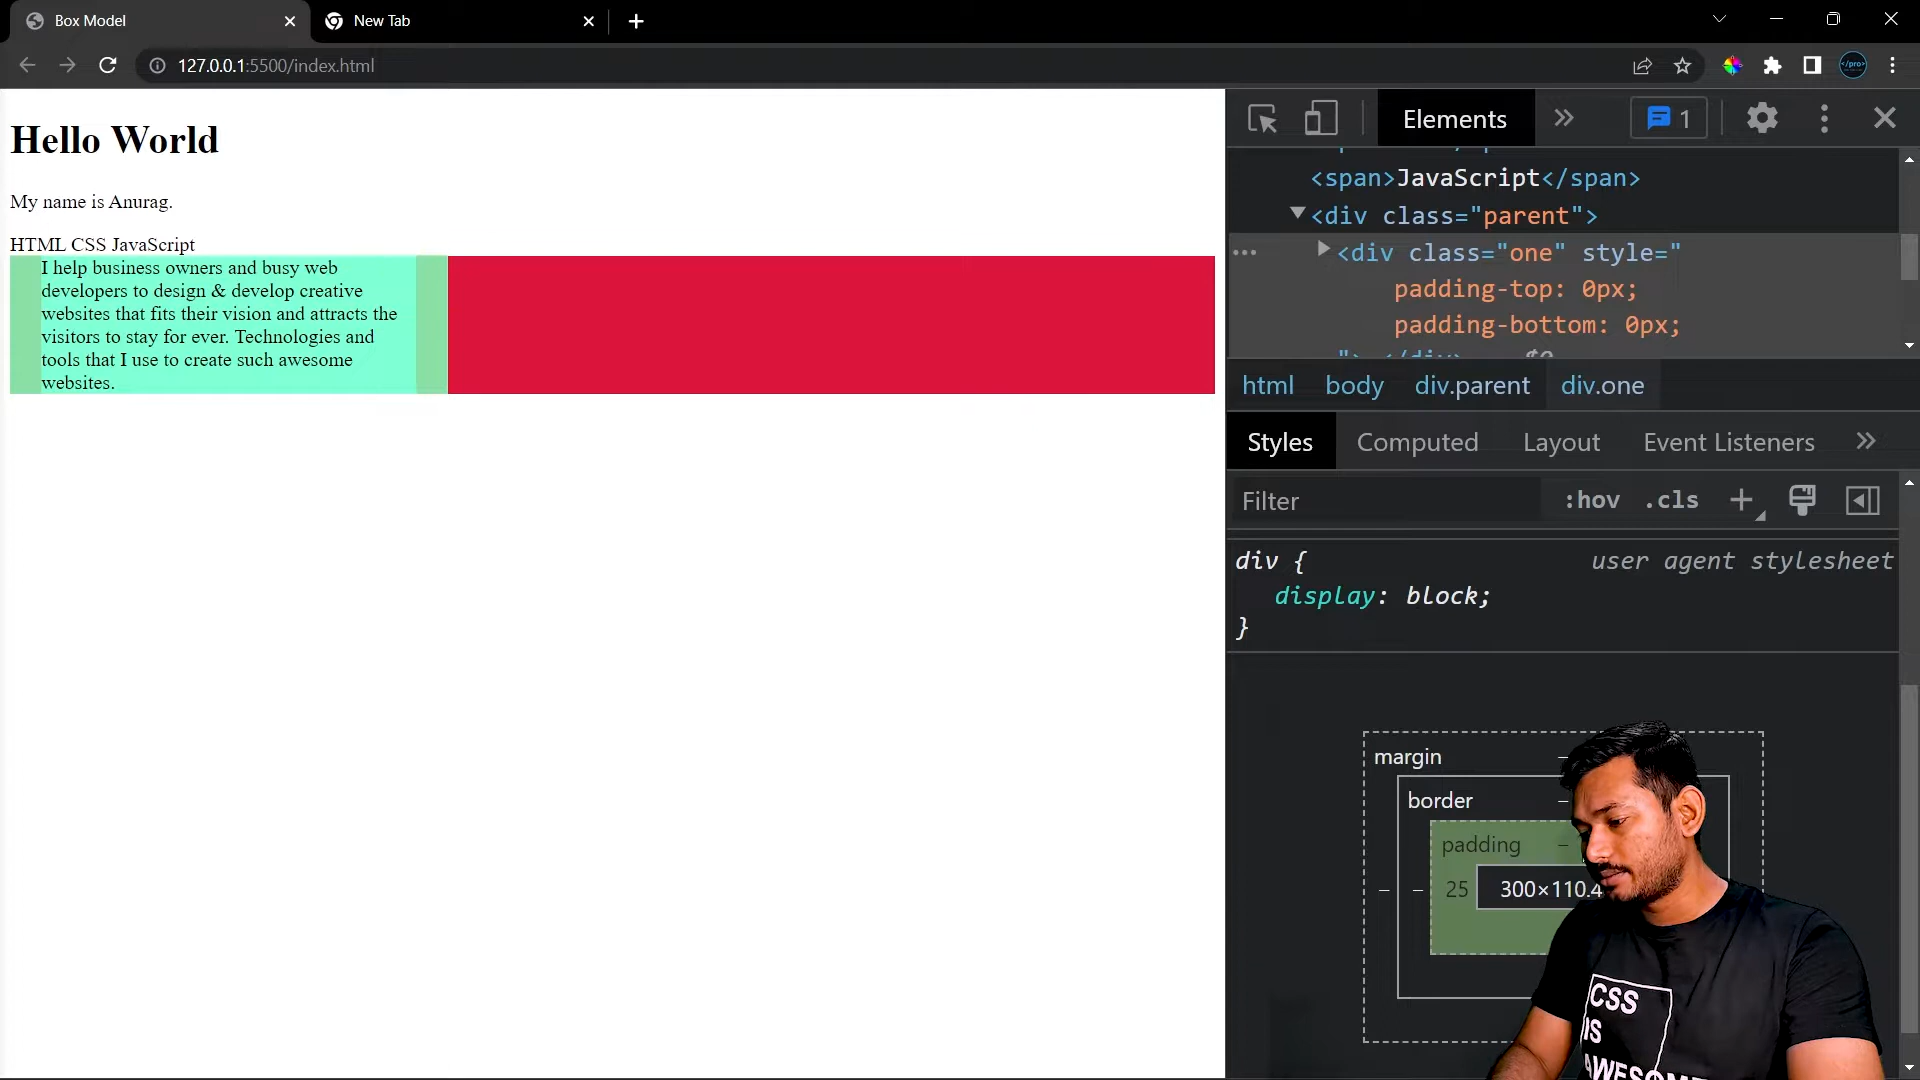 Box Model
New Tab
127.0.0.1:5500/index.html
</pro>
Hello World
My name is Anurag.
HTML CSS JavaScript
I help business owners and busy web
developers to design & develop creative
websites that fits their vision and attracts the
visitors to stay for ever. Technologies and
tools that I use to create such awesome
websites.
Elements
1
<span>JavaScript</span>
<div class="parent">
<div class="one" style="
padding-top: 0px;
padding-bottom: 0px;
html body div.parent div.one
Styles Computed Layout Event Listeners
Filter :hov .cls
div { user agent stylesheet
display: block;
}
margin –
border –
padding –
– – 25 300×110.4
CSS
IS
AWESOME